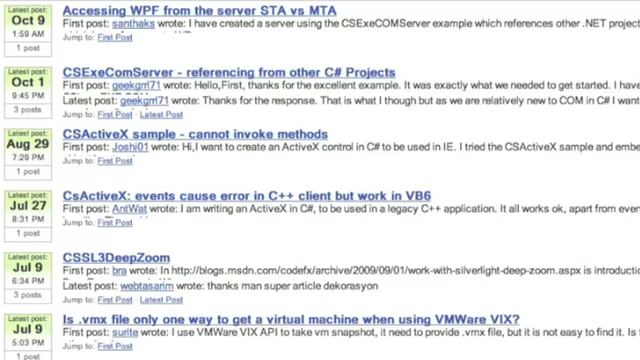 Latest post:
Oct 9
1:59 AM
1 post
Accessing WPF from the server STA vs MTA
First post: santhaks wrote: I have created a server using the CSExeCOMServer example which references other .NET project
Jump to: First Post
Latest post:
Oct 1
9:45 PM
3 posts
CSExeComServer - referencing from other C# Projects
First post: geekgrrl71 wrote: Hello,First, thanks for the excellent example. It was exactly what we needed to get started. I have
Latest post: geekgrrl71 wrote: Thanks for the response. That is what I though but as we are relatively new to COM in C# I want
Jump to: First Post · Latest Post
Latest post:
Aug 29
7:29 PM
1 post
CSActiveX sample - cannot invoke methods
First post: Joshi01 wrote: Hi,I want to create an ActiveX control in C# to be used in IE. I tried the CSActiveX sample and embe
Jump to: First Post
Latest post:
Jul 27
8:31 PM
1 post
CsActiveX: events cause error in C++ client but work in VB6
First post: AntWat wrote: I am writing an ActiveX in C#, to be used in a legacy C++ application. It all works ok, apart from even
Jump to: First Post
Latest post:
Jul 9
6:34 PM
3 posts
CSSL3DeepZoom
First post: bra wrote: In http://blogs.msdn.com/codefx/archive/2009/09/01/work-with-silverlight-deep-zoom.aspx is introductio
Latest post: webtasarim wrote: thanks man super article dekorasyon
Jump to: First Post · Latest Post
Latest post:
Jul 9
5:03 PM
1 post
Is .vmx file only one way to get a virtual machine when using VMWare VIX?
First post: surite wrote: I use VMWare VIX API to take vm snapshot, it need to provide .vmx file, but it is not easy to find it. Is
Jump to: First Post